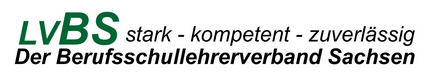 LVBS stark - kompetent - zuverlässig
Der Berufsschullehrerverband Sachsen